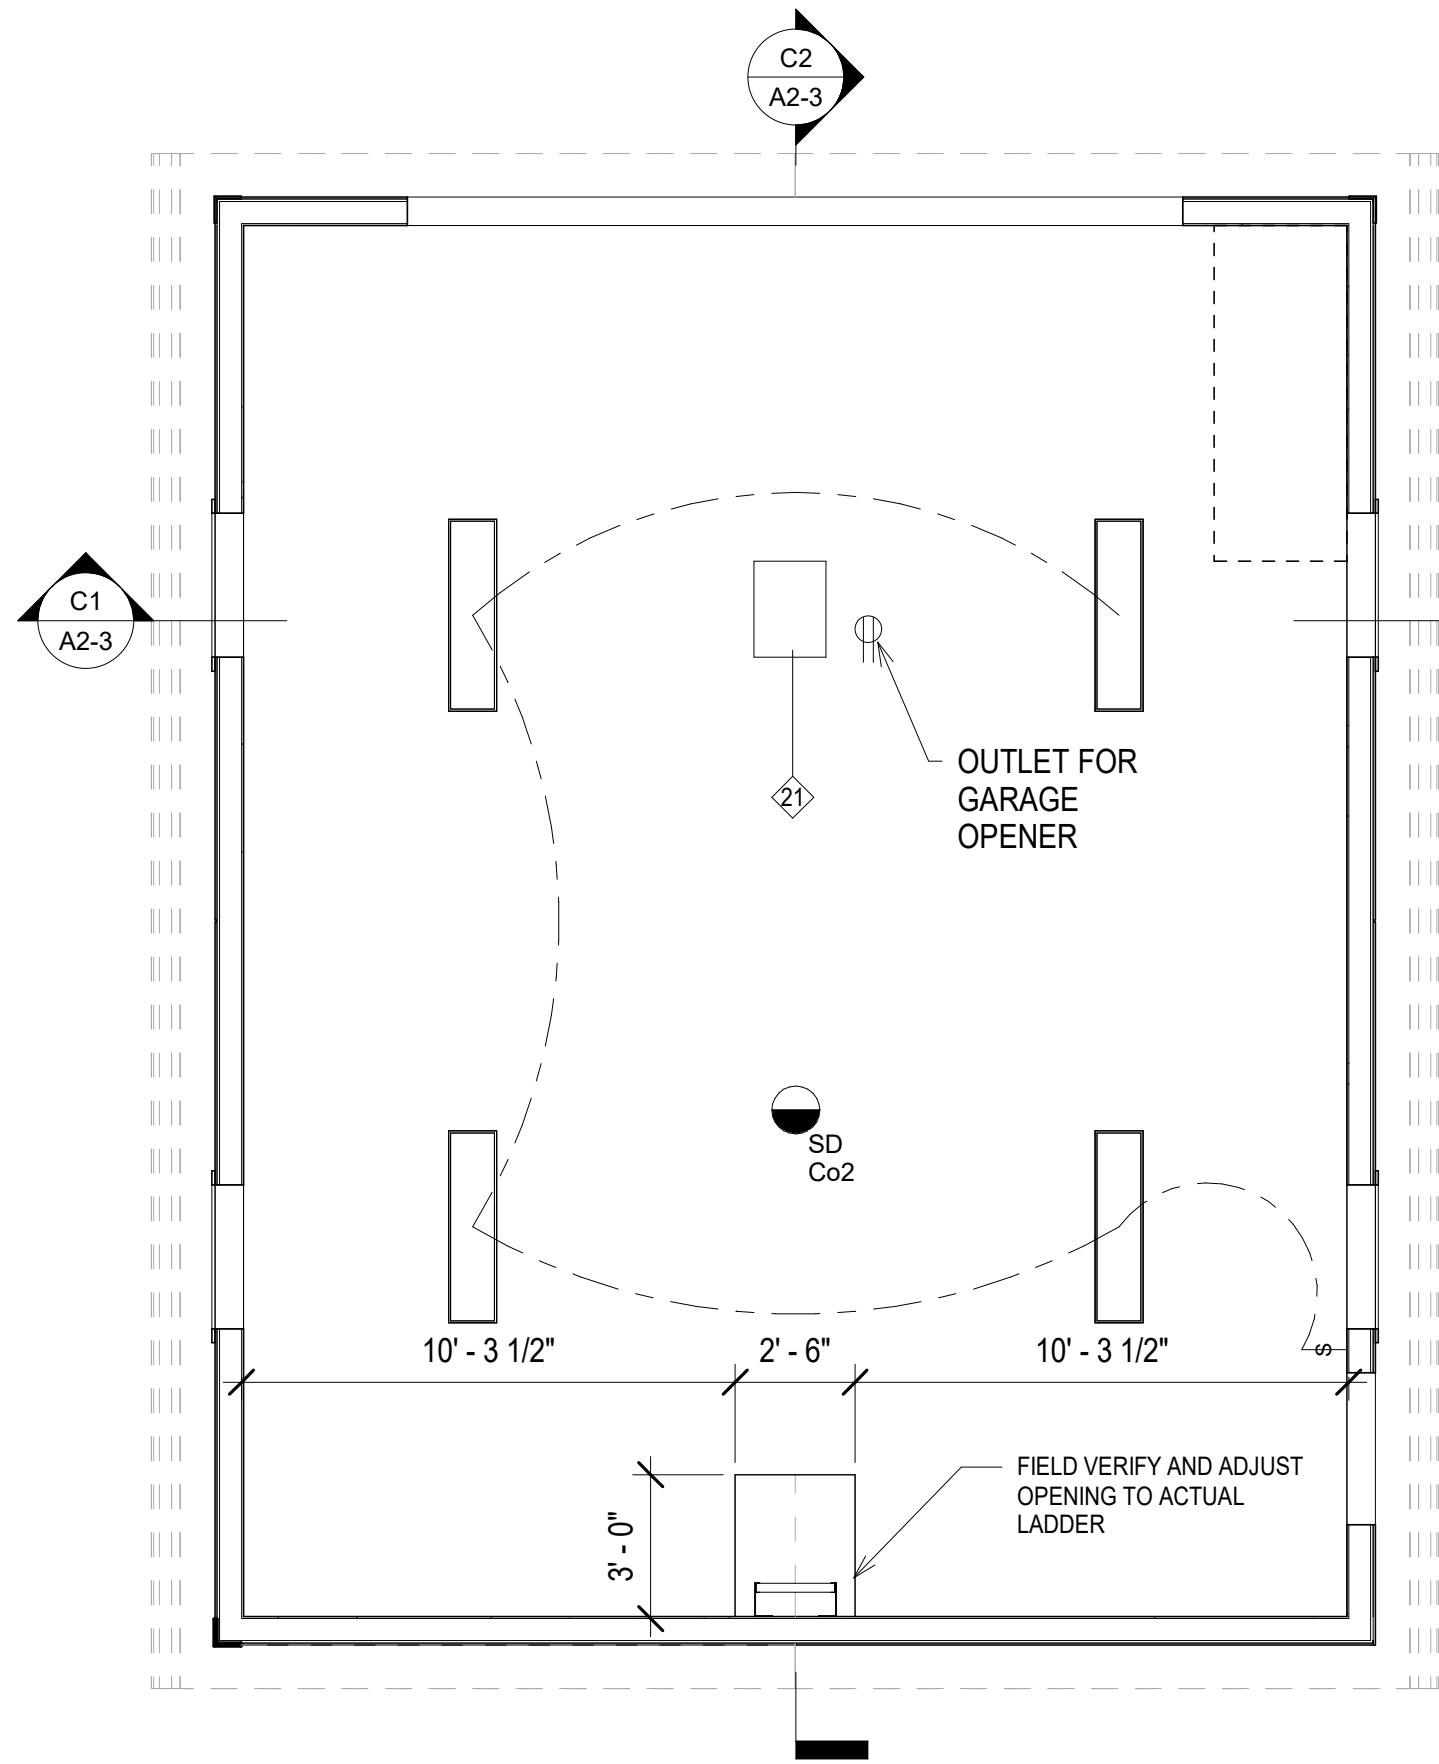 C2
A2-3
C1
A2-3
21
OUTLET FOR
GARAGE
OPENER
SD
Co2
10' - 3 1/2"
2' - 6"
10' - 3 1/2"
S
3' - 0"
FIELD VERIFY AND ADJUST
OPENING TO ACTUAL
LADDER